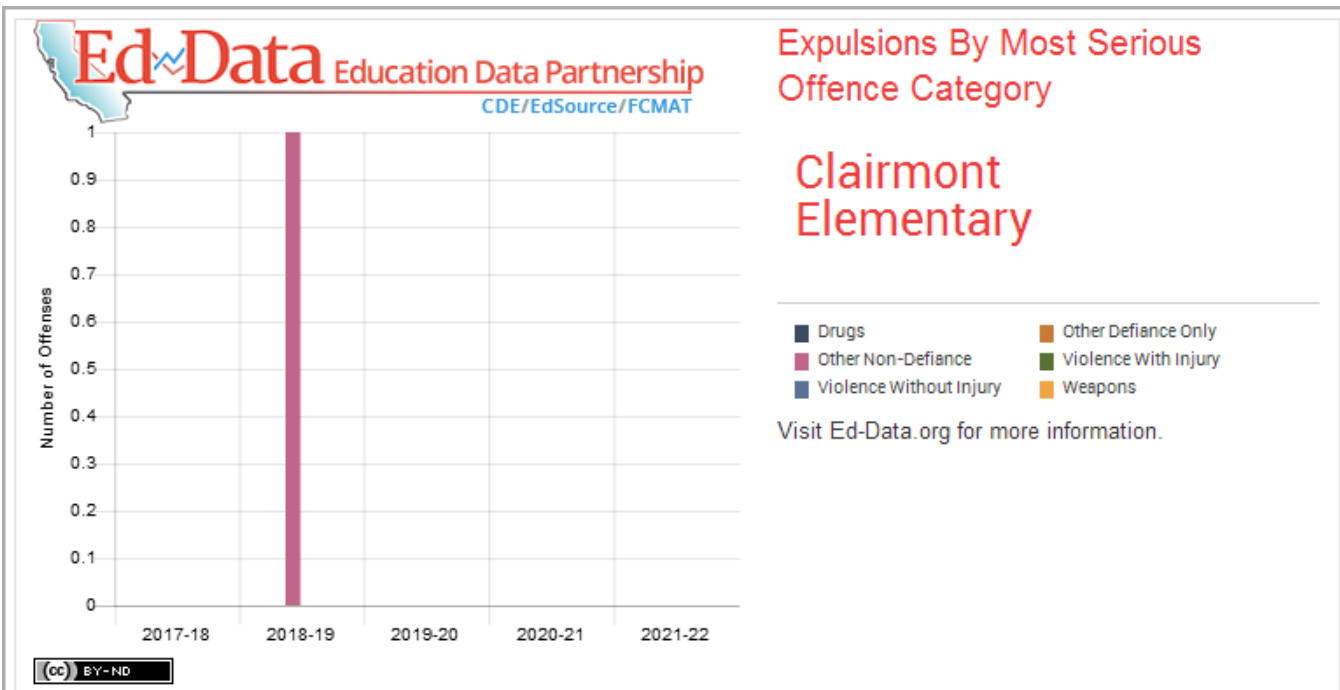 Ed Data Education Data Partnership
CDE/EdSource/FCMAT
Expulsions By Most Serious
Offence Category
Clairmont
Elementary
Number of Offenses
1
0.9
0.8
0.7
0.6
0.5
0.4
0.3
0.2
0.1
0
2017-18 2018-19 2019-20 2020-21 2021-22
Drugs Other Defiance Only
Other Non-Defiance Violence With Injury
Violence Without Injury Weapons
Visit Ed-Data.org for more information.
(cc) BY-ND